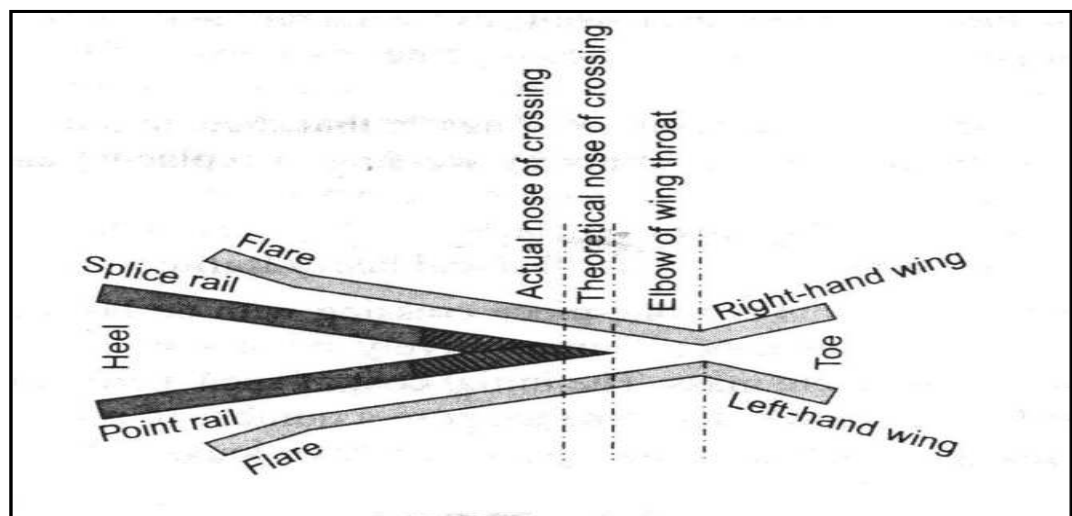 Actual nose of crossing
Theoretical nose of crossing
Elbow of wing throat
Flare
Splice rail
Right-hand wing
Heel
Toe
Point rail
Left-hand wing
Flare